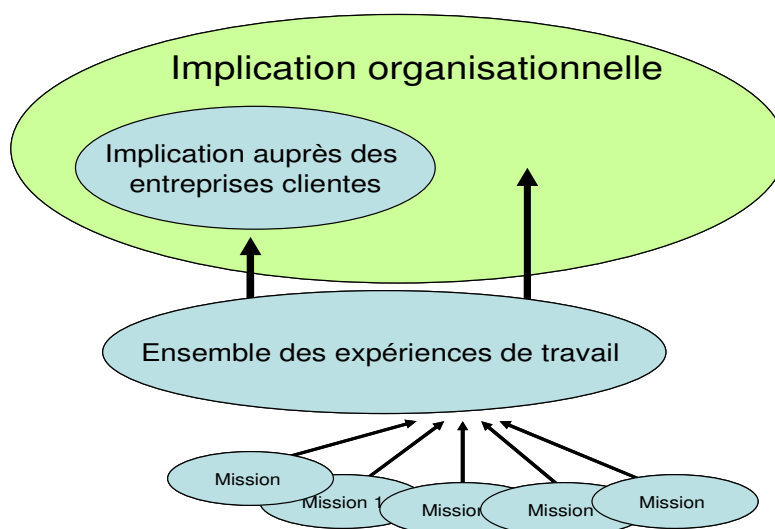 Implication organisationnelle
Implication auprès des
entreprises clientes
Ensemble des expériences de travail
Mission
Mission 1
Mission
Mission
Mission